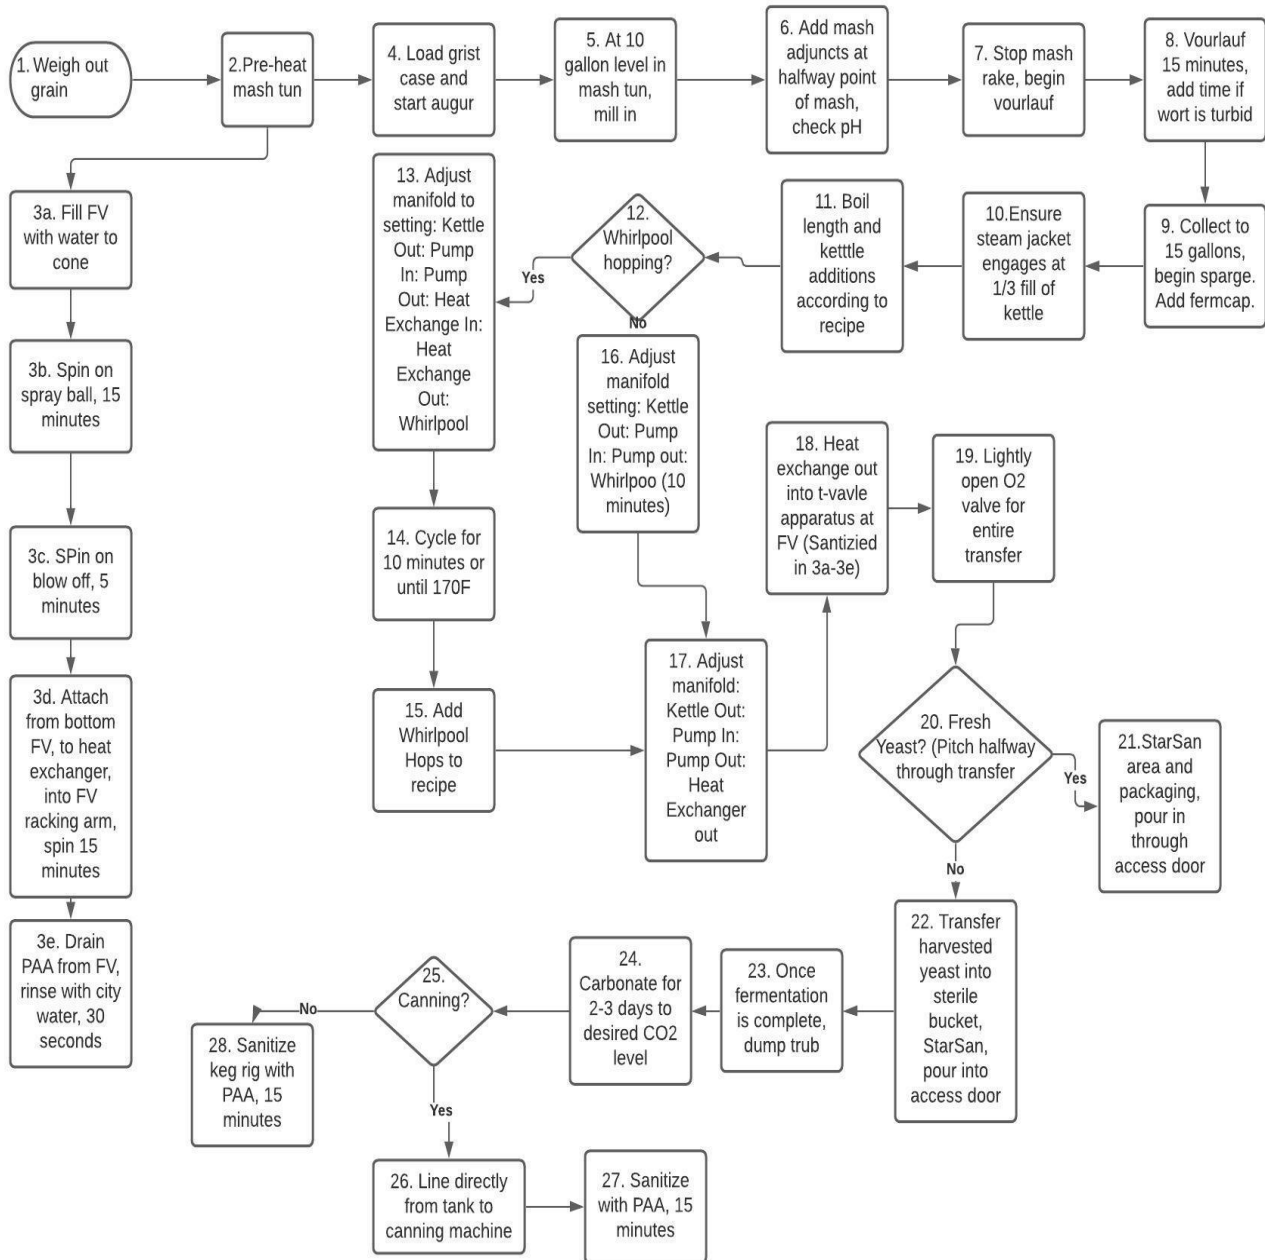 1. Weigh out
grain
2.Pre-heat
mash tun
3a. Fill FV
with water to
cone
3b. Spin on
spray ball, 15
minutes
3c. SPin on
blow off, 5
minutes
3d. Attach
from bottom
FV, to heat
exchanger,
into FV
racking arm,
spin 15
minutes
3e. Drain
PAA from FV,
rinse with city
water, 30
seconds
4. Load grist
case and
start augur
5. At 10
gallon level in
mash tun,
mill in
6. Add mash
adjuncts at
halfway point
of mash,
check pH
7. Stop mash
rake, begin
vourlauf
8. Vourlauf
15 minutes,
add time if
wort is turbid
9. Collect to
15 gallons,
begin sparge.
Add fermcap.
10.Ensure
steam jacket
engages at
1/3 fill of
kettle
11. Boil
length and
ketttle
additions
according to
recipe
12.
Whirlpool
hopping?
Yes
No
13. Adjust
manifold to
setting: Kettle
Out: Pump
In: Pump
Out: Heat
Exchange In:
Heat
Exchange
Out:
Whirlpool
14. Cycle for
10 minutes or
until 170F
15. Add
Whirlpool
Hops to
recipe
16. Adjust
manifold
setting: Kettle
Out: Pump
In: Pump out:
Whirlpoo (10
minutes)
17. Adjust
manifold:
Kettle Out:
Pump In:
Pump Out:
Heat
Exchanger
out
18. Heat
exchange out
into t-vavle
apparatus at
FV (Santizied
in 3a-3e)
19. Lightly
open O2
valve for
entire
transfer
20. Fresh
Yeast? (Pitch halfway
through transfer
Yes
No
21.StarSan
area and
packaging,
pour in
through
access door
22. Transfer
harvested
yeast into
sterile
bucket,
StarSan,
pour into
access door
23. Once
fermentation
is complete,
dump trub
24.
Carbonate for
2-3 days to
desired CO2
level
25.
Canning?
No
Yes
26. Line directly
from tank to
canning machine
27. Sanitize
with PAA, 15
minutes
28. Sanitize
keg rig with
PAA, 15
minutes